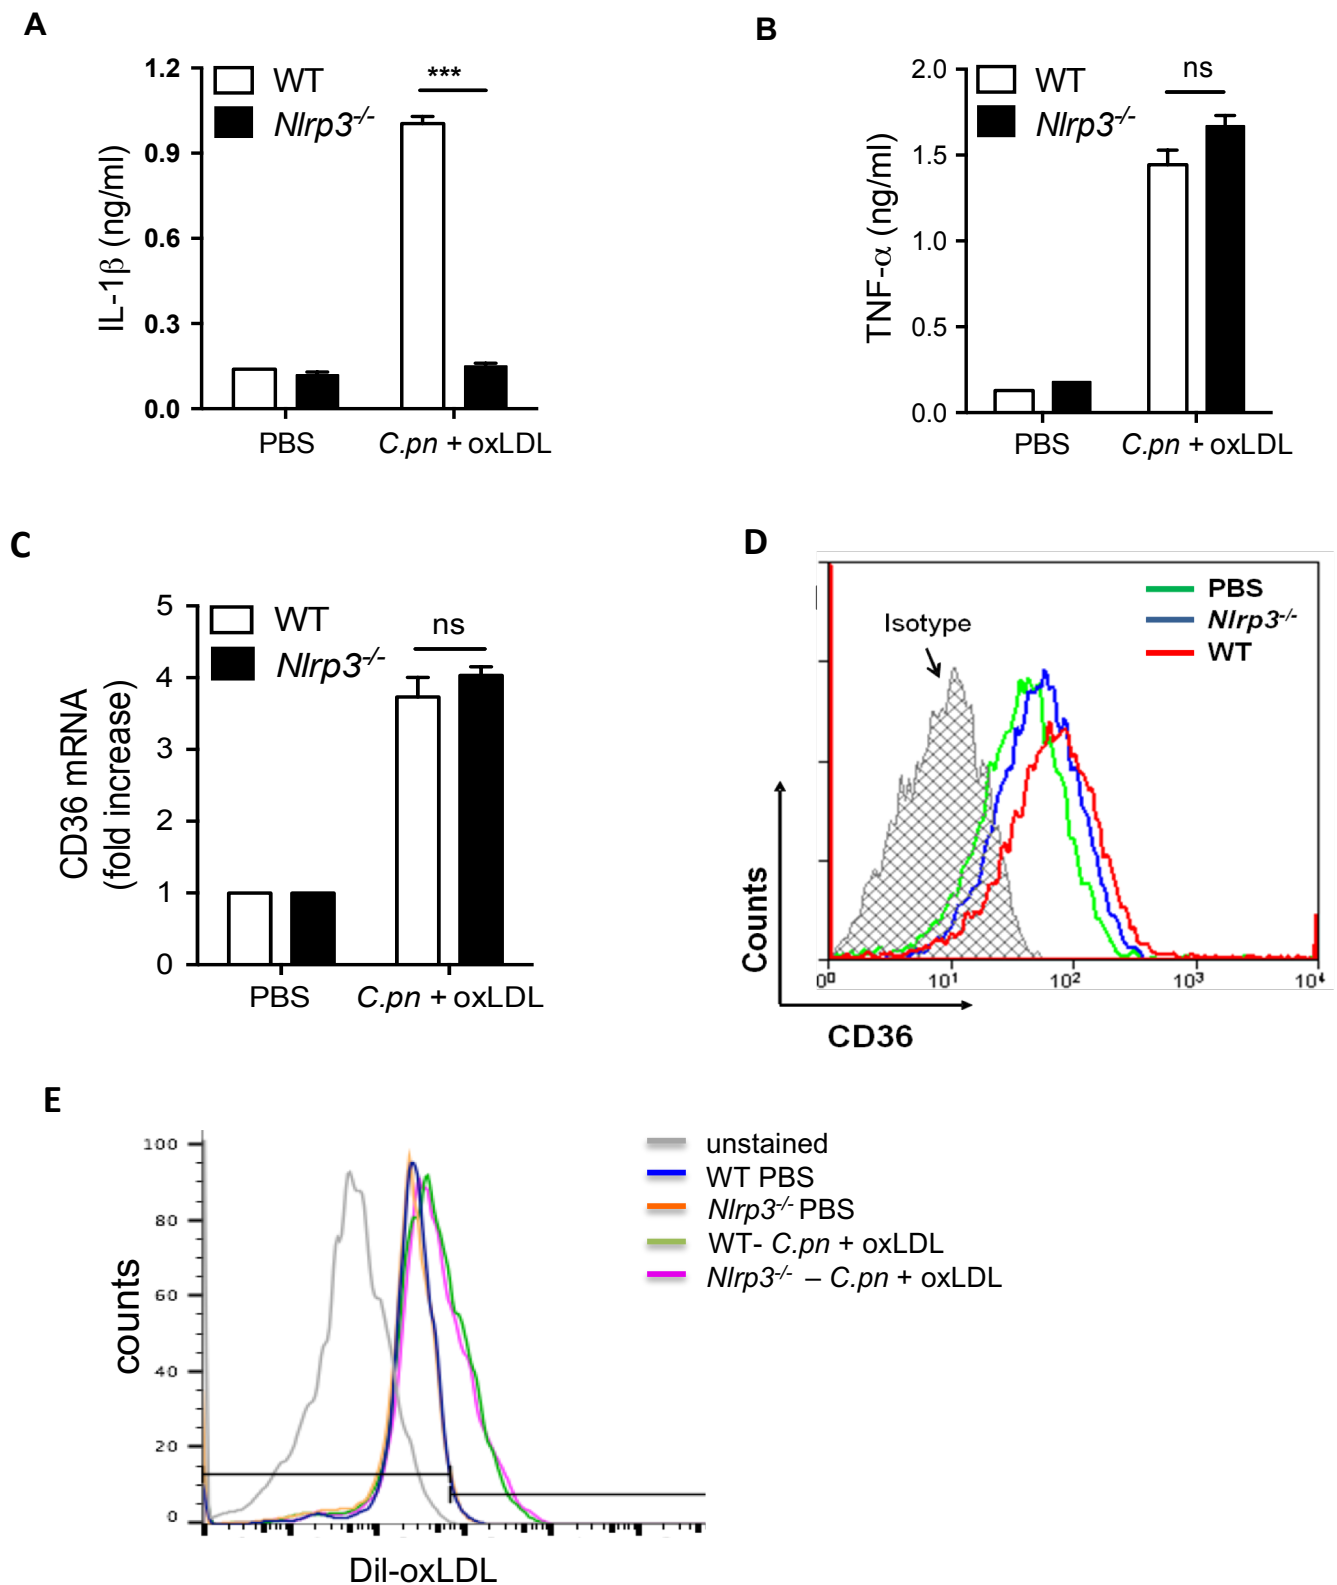 A
1.2
0.9
0.6
0.3
0.0
IL-1β (ng/ml)
WT
Nlrp3-/-
***
PBS
C.pn + oxLDL
B
2.0
1.5
1.0
0.5
0.0
TNF-α (ng/ml)
WT
Nlrp3-/-
ns
PBS
C.pn + oxLDL
C
5
4
3
2
1
0
CD36 mRNA
(fold increase)
WT
Nlrp3-/-
ns
PBS
C.pn + oxLDL
D
Isotype
PBS
Nlrp3-/-
WT
Counts
10⁰
10¹
10²
10³
10⁴
CD36
E
100
80
60
40
20
0
counts
Dil-oxLDL
unstained
WT PBS
Nlrp3-/- PBS
WT- C.pn + oxLDL
Nlrp3-/- – C.pn + oxLDL